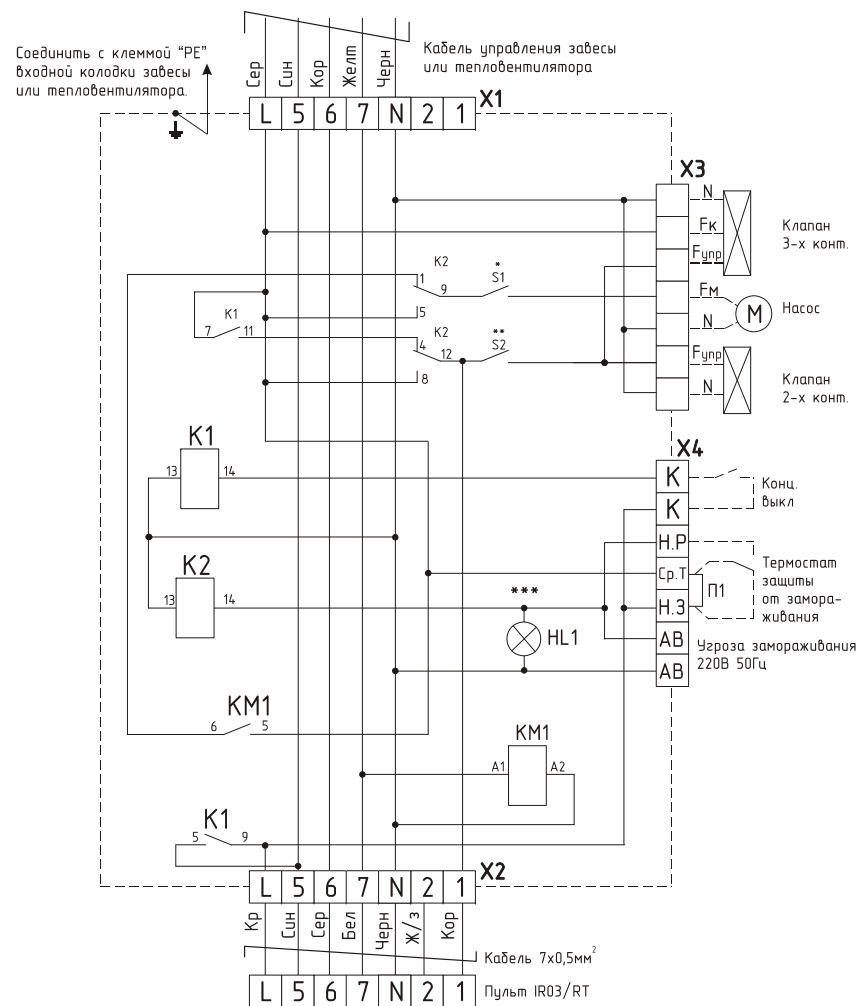 Соединить с клеммой "PE"
входной колодки завесы
или тепловентилятора.
Сер
Син
Кор
Желт
Черн
Кабель управления завесы
или тепловентилятора
X1
L 5 6 7 N 2 1
X3
N
Fк
Fупр
Клапан
3-х конт.
Fм
N
M
Насос
Fупр
N
Клапан
2-х конт.
K2
1
9
5
*
S1
K1
7
11
K2
4
12
8
**
S2
K1
13
14
K2
13
14
X4
К
К
Н.Р
Ср.Т
Н.З
АВ
АВ
Конц.
выкл
П1
Термостат
защиты
от замора-
живания
Угроза замораживания
220В 50Гц
***
HL1
KM1
6
5
KM1
A1
A2
K1
5
9
X2
L 5 6 7 N 2 1
Кр
Син
Сер
Бел
Черн
Ж/з
Кор
Кабель 7х0,5мм²
L 5 6 7 N 2 1
Пульт IR03/RT